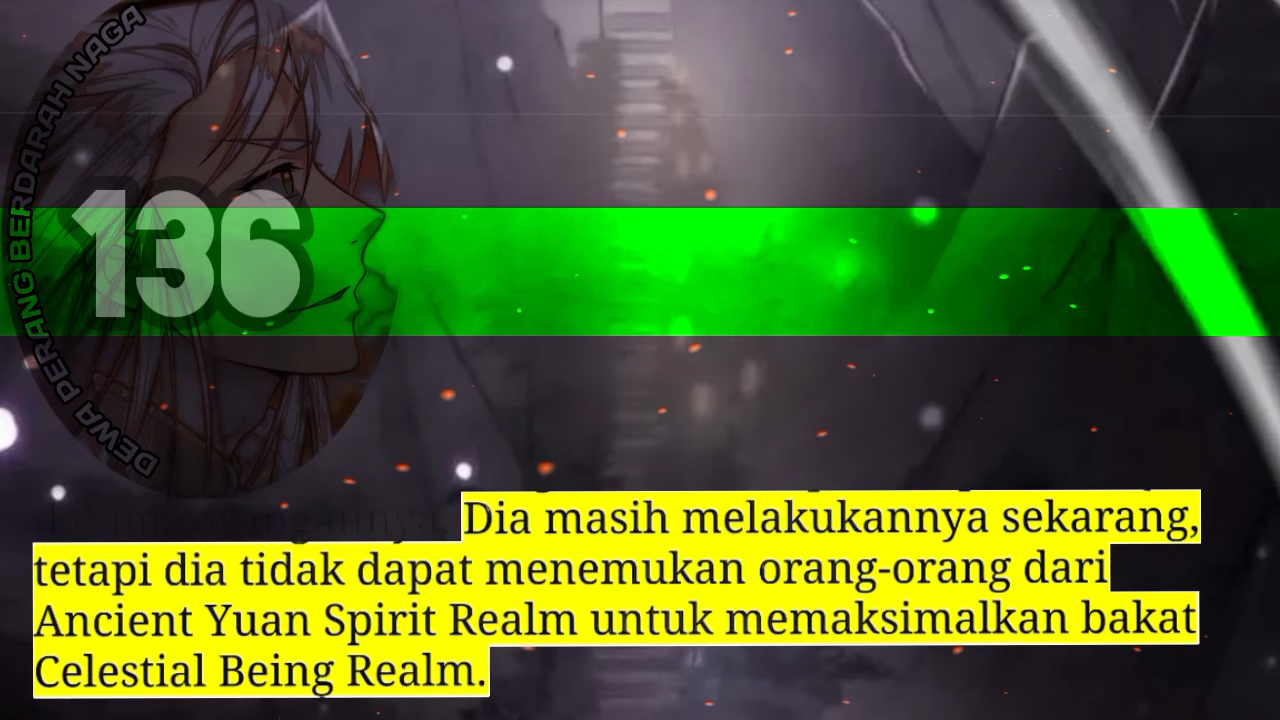 DEWA PERANG BERDARAH NAGA
136
Dia masih melakukannya sekarang,
tetapi dia tidak dapat menemukan orang-orang dari
Ancient Yuan Spirit Realm untuk memaksimalkan bakat
Celestial Being Realm.